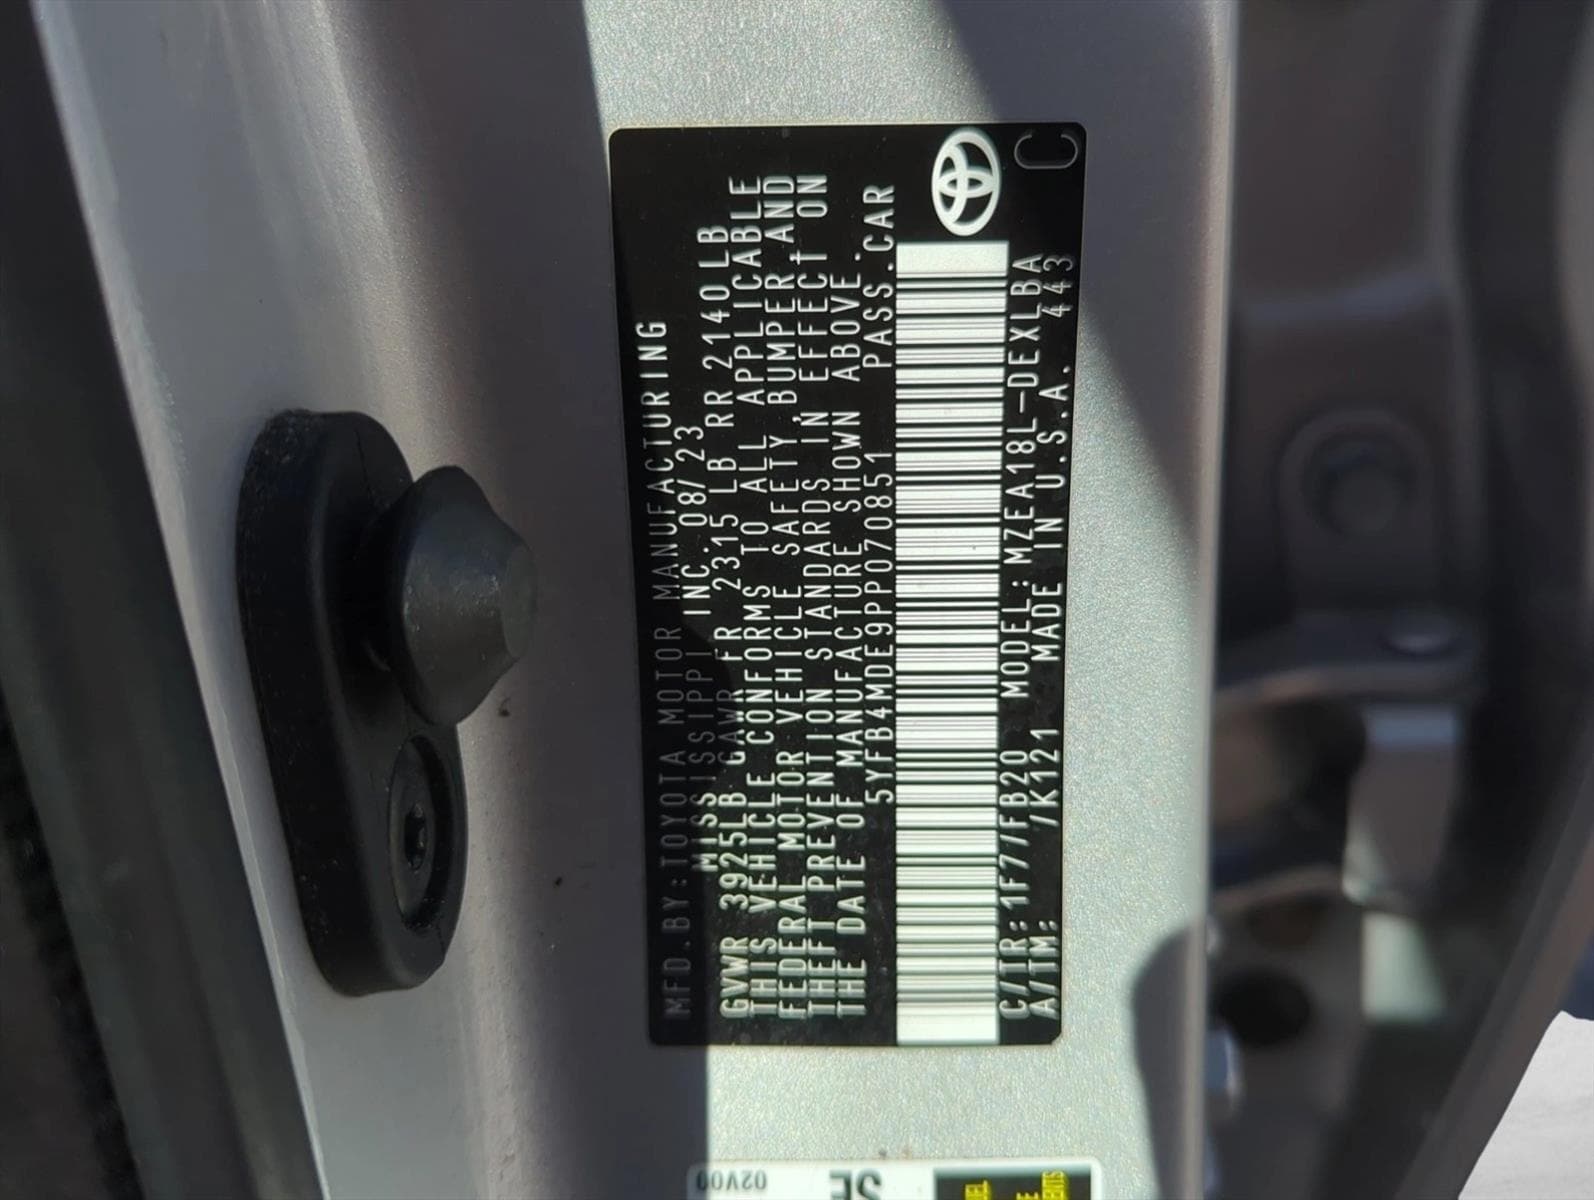 MFD.BY:TOYOTA MOTOR MANUFACTURING
MISSISSIPPI INC. 08/23
GVWR 3925LB GAWR FR 2315 LB RR 2140LB
THIS VEHICLE CONFORMS TO ALL APPLICABLE
FEDERAL MOTOR VEHICLE SAFETY, BUMPER AND
THEFT PREVENTION STANDARDS IN EFFECT ON
THE DATE OF MANUFACTURE SHOWN ABOVE.
5YFB4MDE9PP070851 PASS.CAR
C/TR:1F7/FB20 MODEL:MZEA18L-DEXLBA
A/TM: /K121 MADE IN U.S.A. 443
C